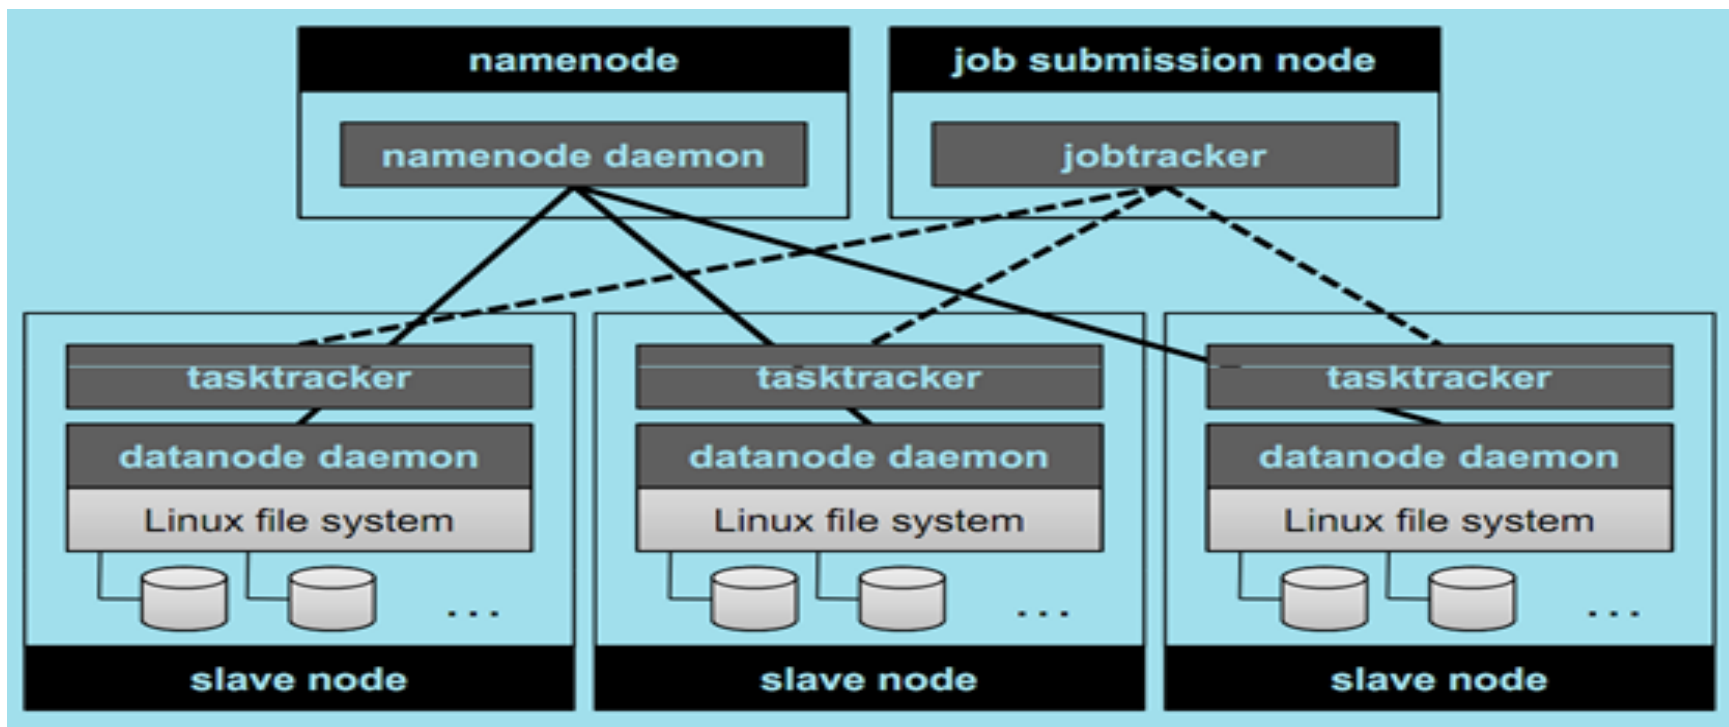 namenode
job submission node
namenode daemon
jobtracker
tasktracker
tasktracker
tasktracker
datanode daemon
datanode daemon
datanode daemon
Linux file system
Linux file system
Linux file system
...
...
...
slave node
slave node
slave node